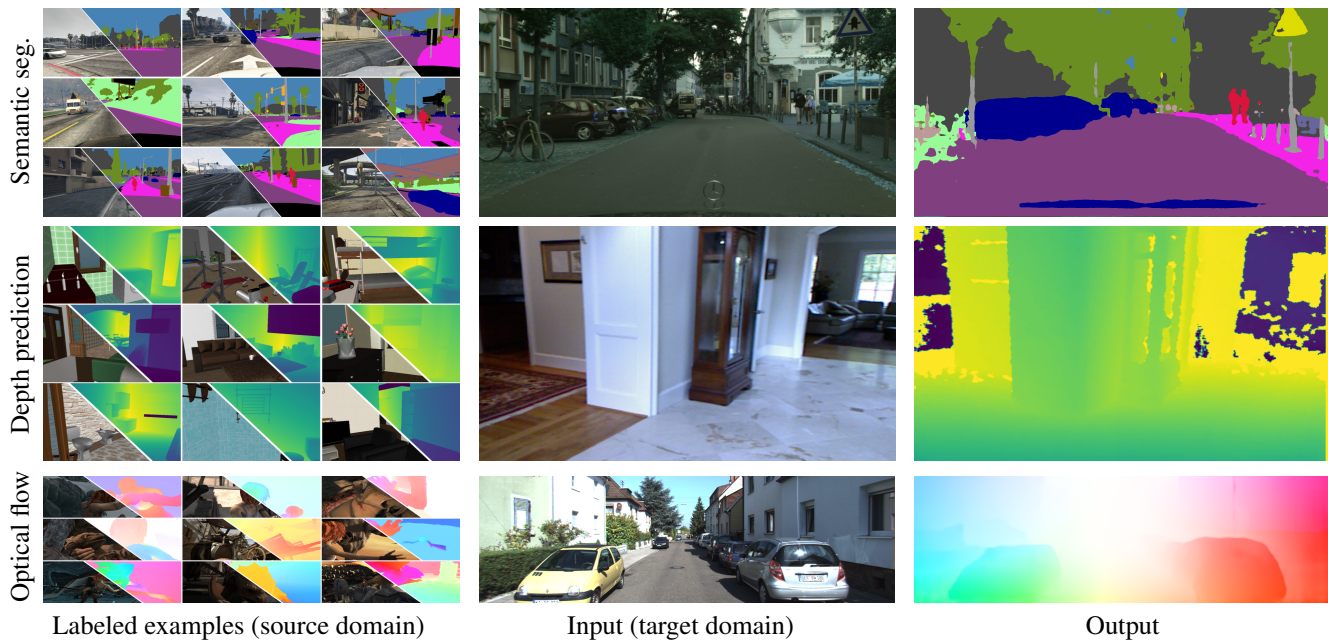 Semantic seg.
Depth prediction
Optical flow
Labeled examples (source domain)
Input (target domain)
Output